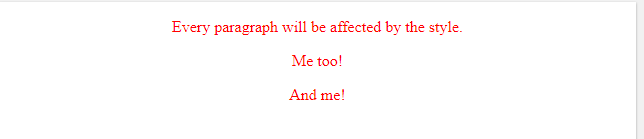 Every paragraph will be affected by the style.
Me too!
And me!